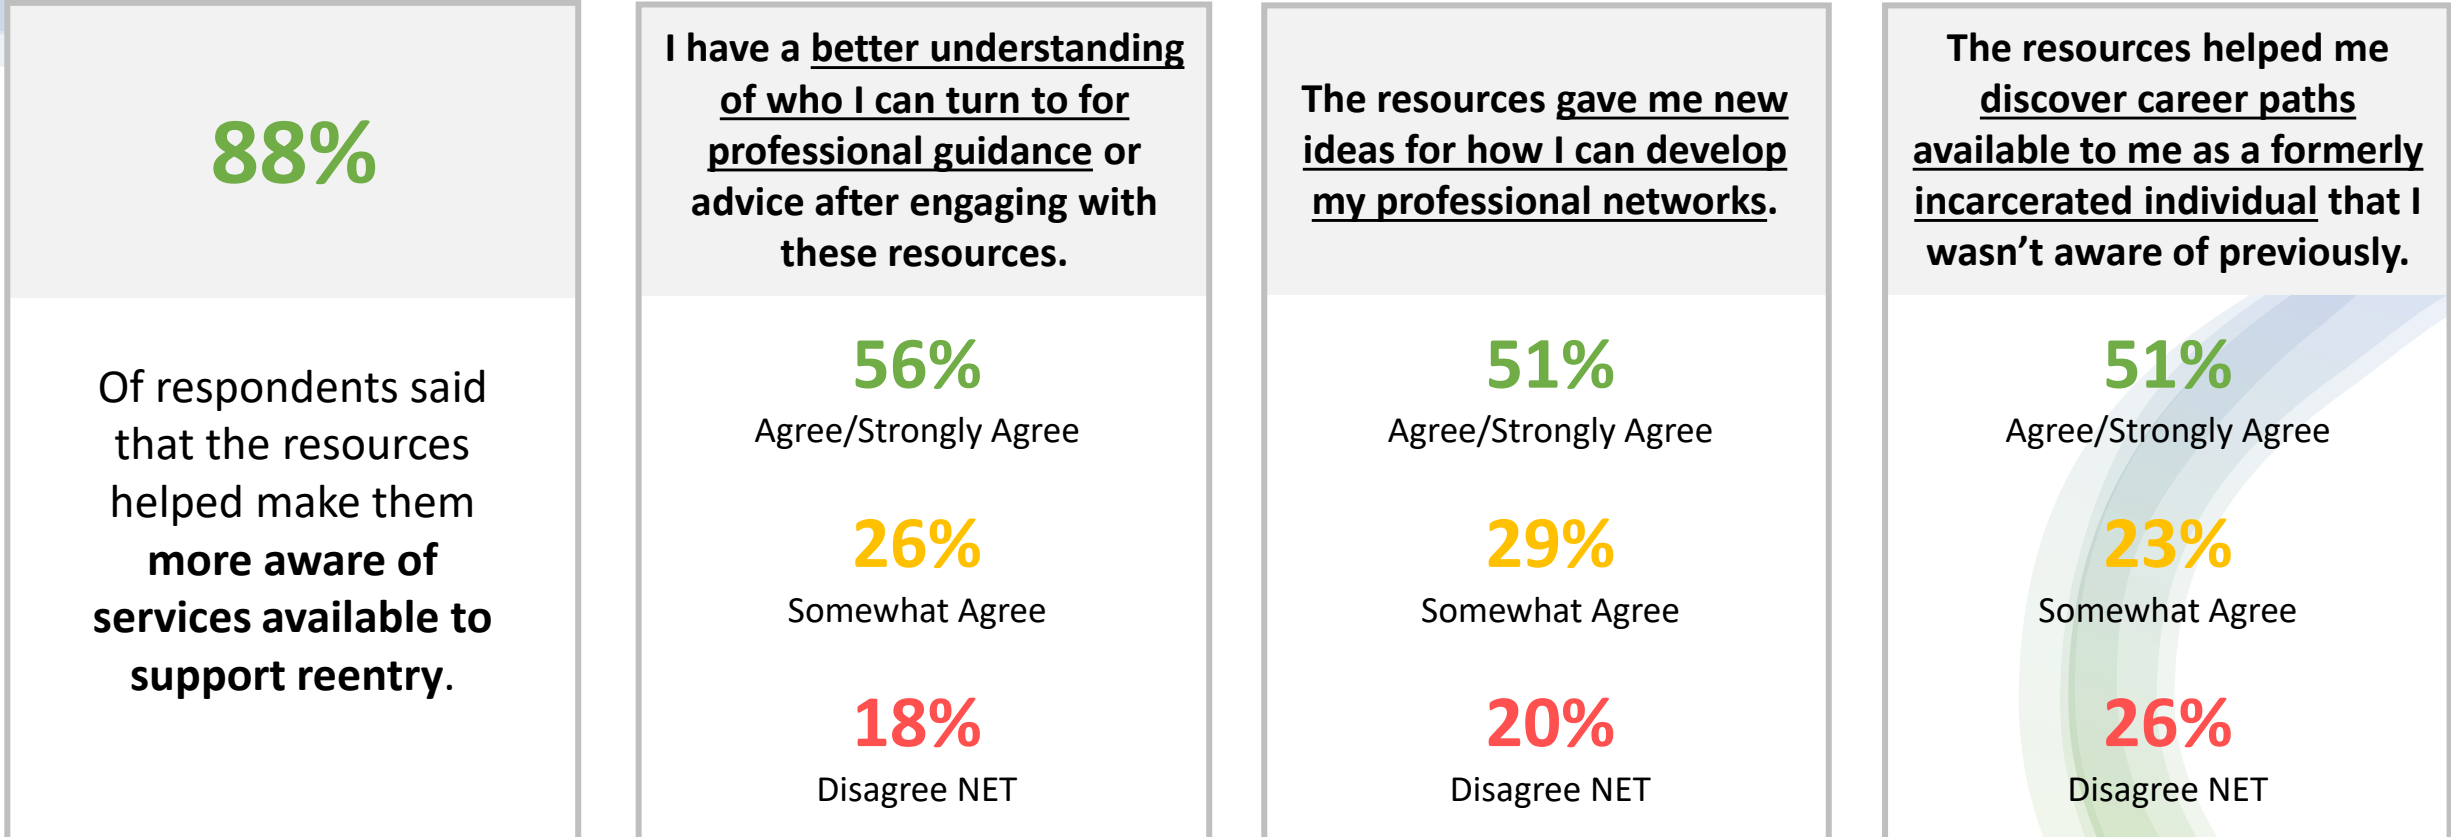 88%
Of respondents said
that the resources
helped make them
more aware of
services available to
support reentry.
I have a better understanding
of who I can turn to for
professional guidance or
advice after engaging with
these resources.
56%
Agree/Strongly Agree
26%
Somewhat Agree
18%
Disagree NET
The resources gave me new
ideas for how I can develop
my professional networks.
51%
Agree/Strongly Agree
29%
Somewhat Agree
20%
Disagree NET
The resources helped me
discover career paths
available to me as a formerly
incarcerated individual that I
wasn’t aware of previously.
51%
Agree/Strongly Agree
23%
Somewhat Agree
26%
Disagree NET